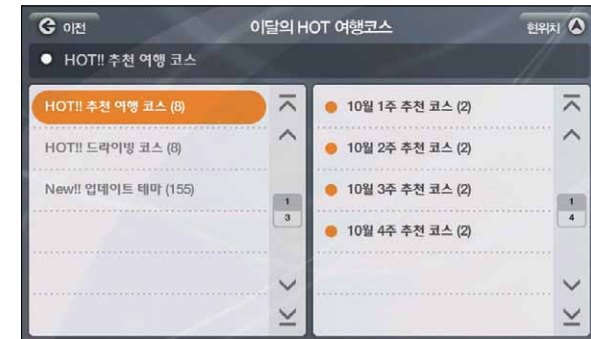 이전
이달의 HOT 여행코스
현위치
HOT!! 추천 여행 코스
HOT!! 추천 여행 코스 (8)
HOT!! 드라이빙 코스 (8)
New!! 업데이트 테마 (155)
1
3
10월 1주 추천 코스 (2)
10월 2주 추천 코스 (2)
10월 3주 추천 코스 (2)
10월 4주 추천 코스 (2)
1
4